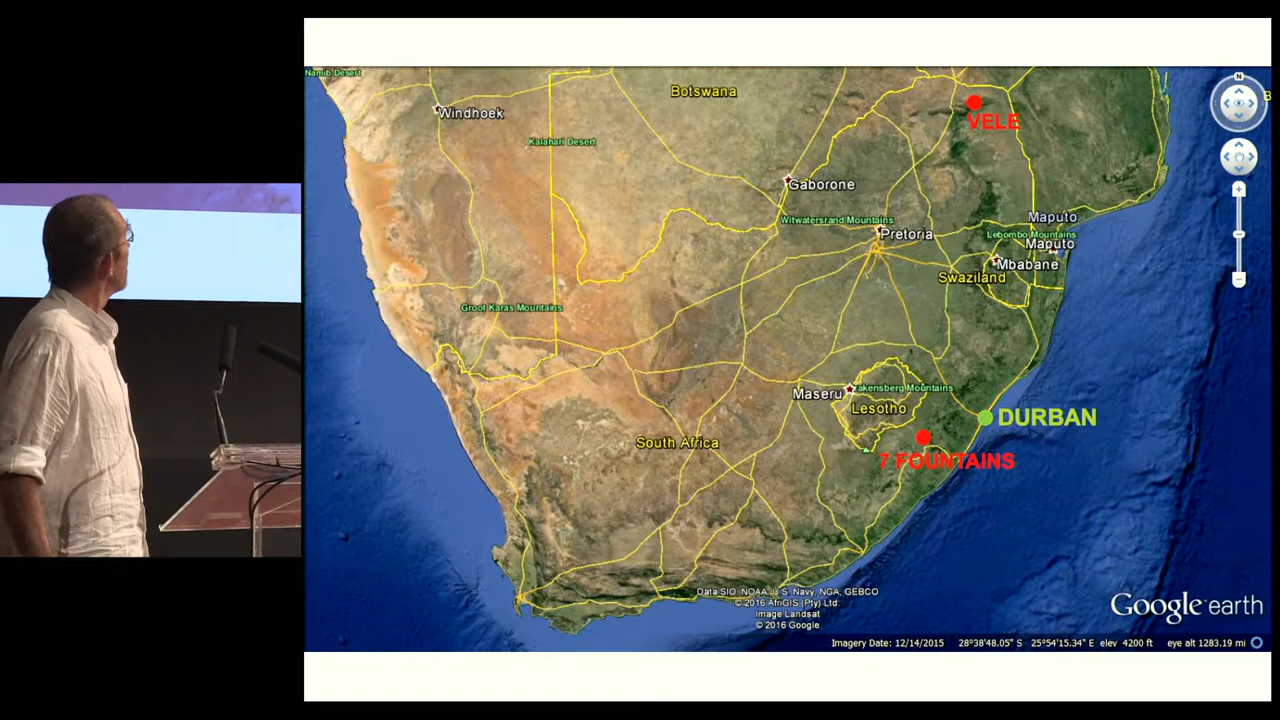 Namib Desert
Botswana
B
VELE
Windhoek
Kalahari Desert
Gaborone
Maputo
Witwatersrand Mountains
Pretoria
Lebombo Mountains
Maputo
Mbabane
Swaziland
Groot Karas Mountains
Maseru
rakensberg Mountains
Lesotho
DURBAN
South Africa
7 FOUNTAINS
Data SIO, NOAA, U.S. Navy, NGA, GEBCO
© 2016 AfriGIS (Pty) Ltd.
Image Landsat
© 2016 Google
Google earth
Imagery Date: 12/14/2015 28°38'48.05" S 25°54'15.34" E elev 4200 ft eye alt 1283.19 mi
N